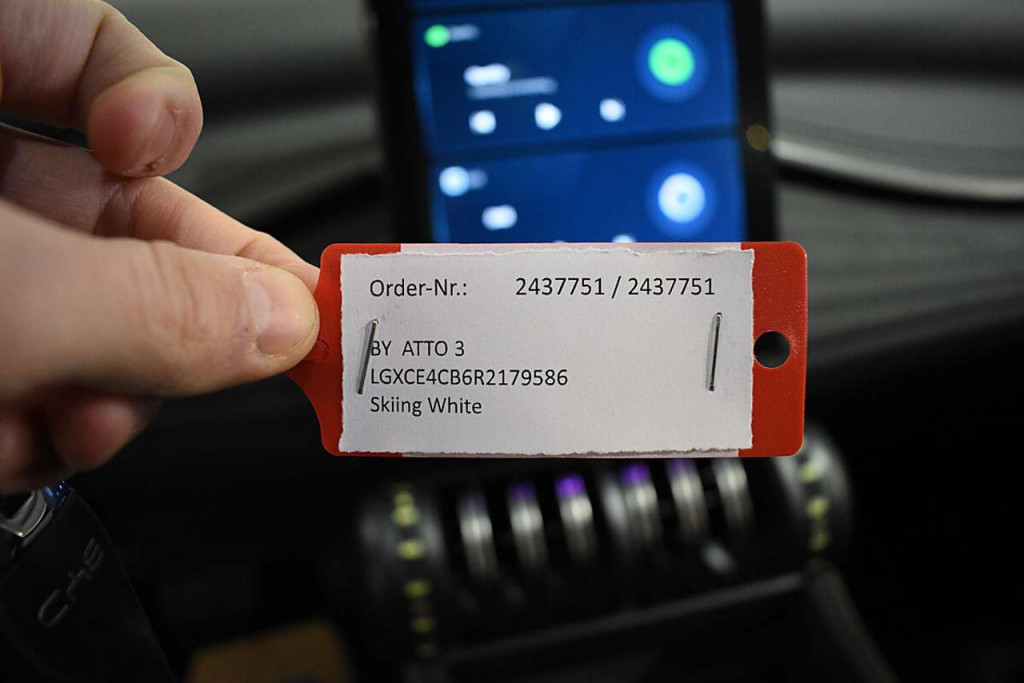 Order-Nr.: 2437751 / 2437751
BY ATTO 3
LGXCE4CB6R2179586
Skiing White